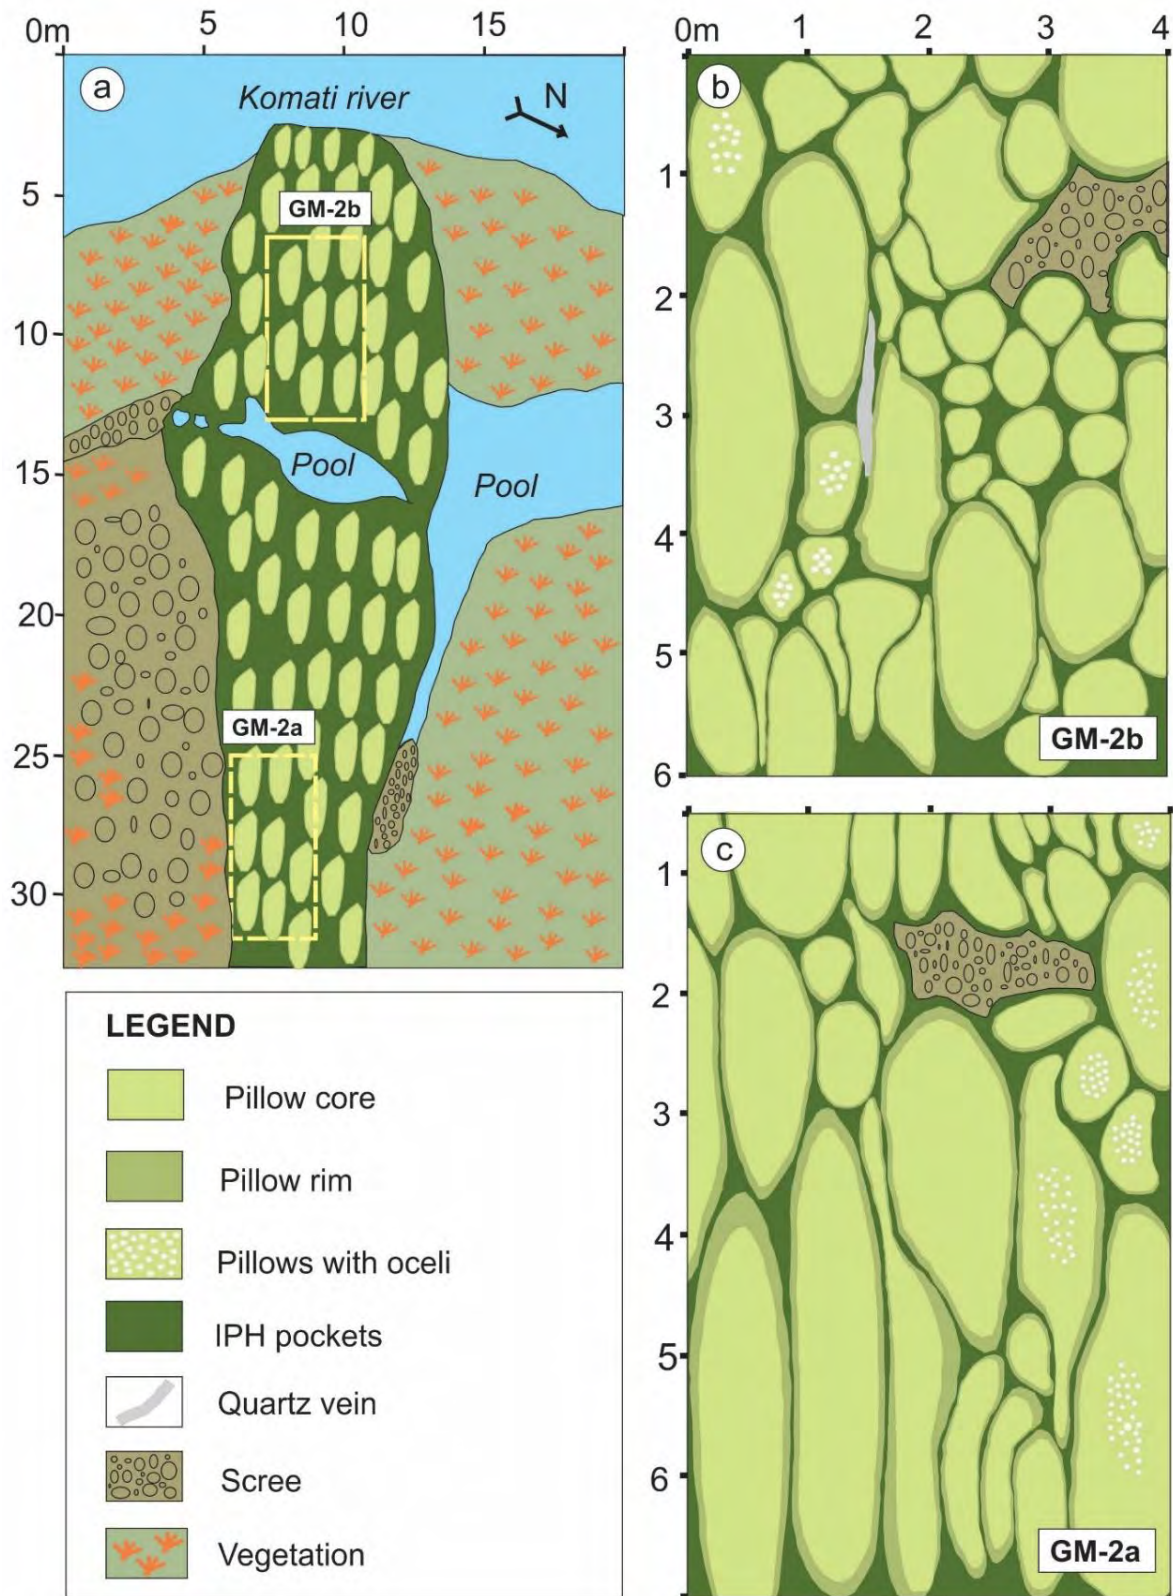 0m 5 10 15
a
Komati river
N
5
GM-2b
10
Pool
15
Pool
20
GM-2a
25
30
0m 1 2 3 4
b
1
2
3
4
5
GM-2b
6
c
1
2
3
4
5
6
GM-2a
LEGEND
Pillow core
Pillow rim
Pillows with oceli
IPH pockets
Quartz vein
Scree
Vegetation